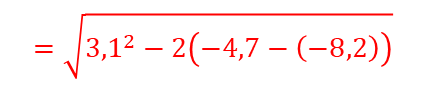 = √(3,1² − 2(−4,7 − (−8,2)))